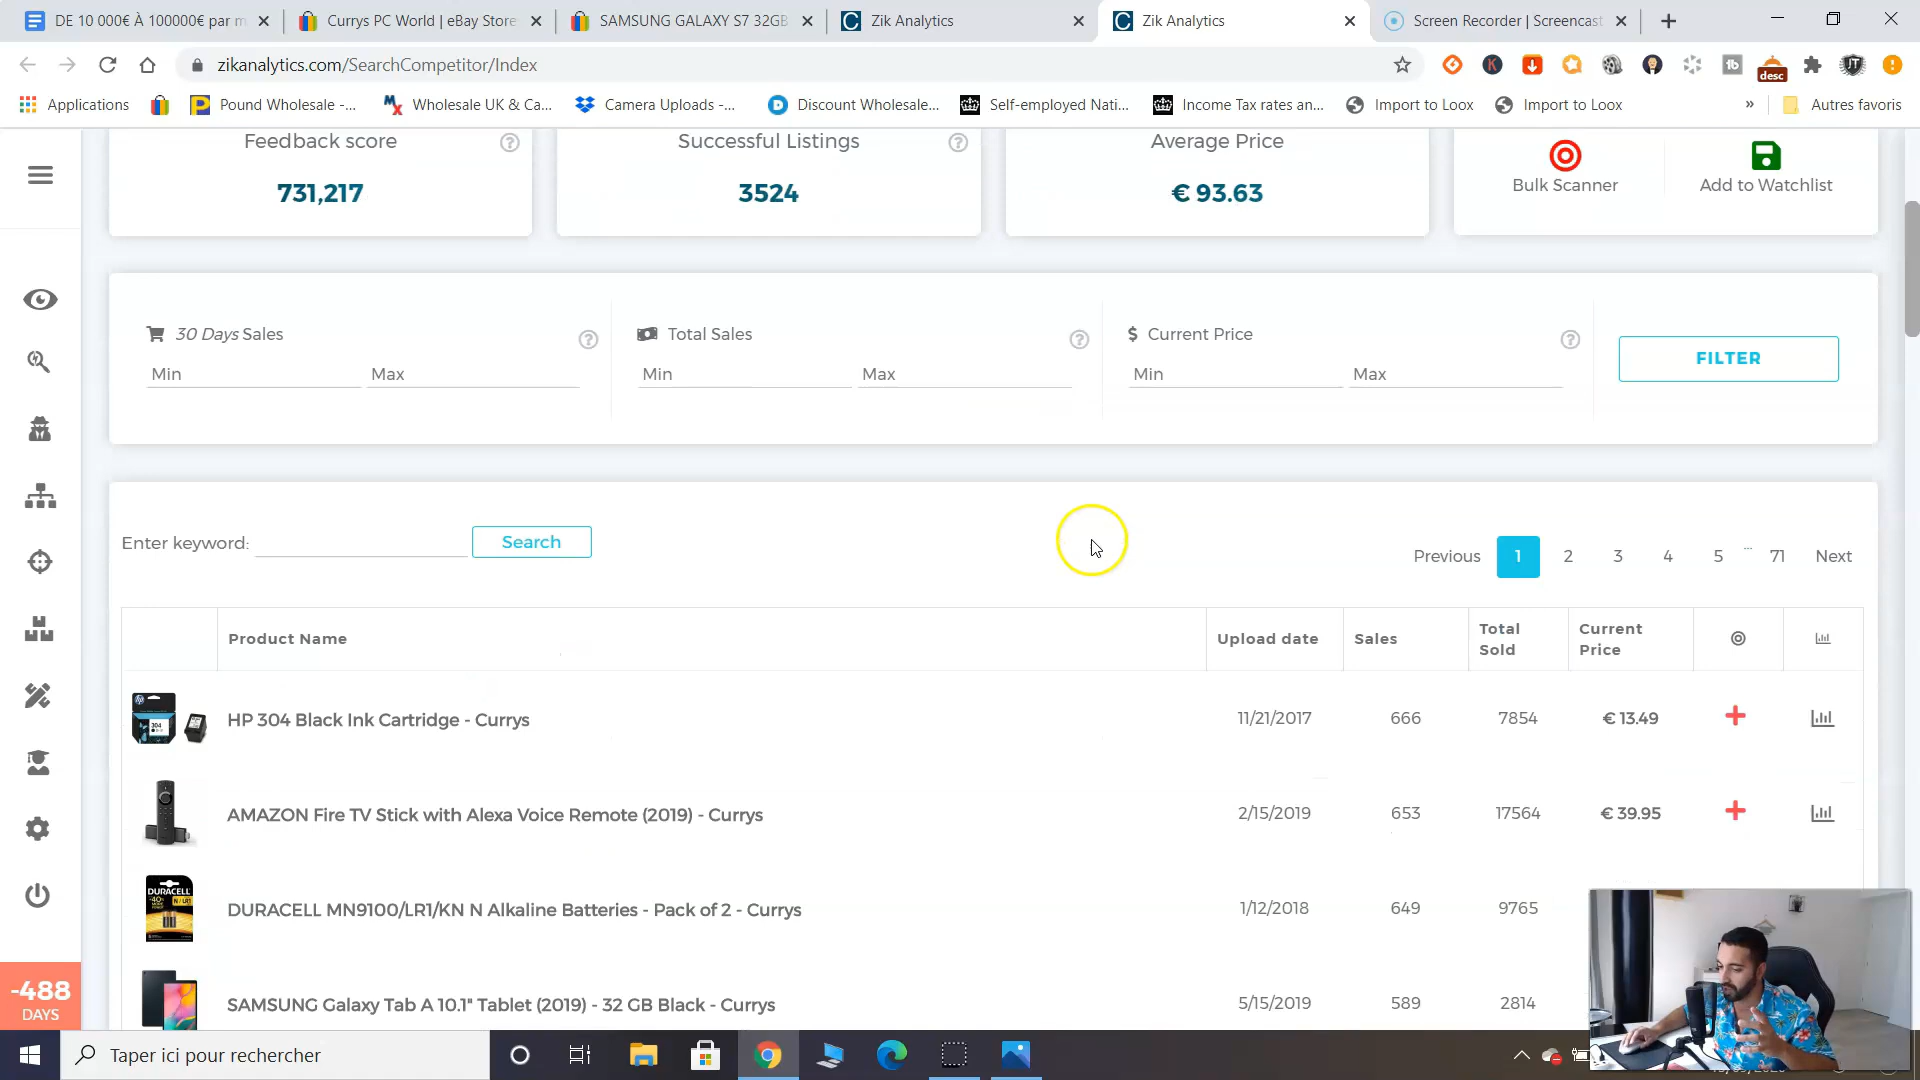 DE 10 000€ À 100000€ par m
Currys PC World | eBay Store
SAMSUNG GALAXY S7 32GB
Zik Analytics
Zik Analytics
Screen Recorder | Screencast
zikanalytics.com/SearchCompetitor/Index
desc
Applications
Pound Wholesale -...
Wholesale UK & Ca...
Camera Uploads -...
Discount Wholesale...
Self-employed Nati...
Income Tax rates an...
Import to Loox
Import to Loox
»
Autres favoris
Feedback score
731,217
Successful Listings
3524
Average Price
€ 93.63
Bulk Scanner
Add to Watchlist
30 Days Sales
Min Max
Total Sales
Min Max
$ Current Price
Min Max
FILTER
Enter keyword:
Search
Previous 1 2 3 4 5 ... 71 Next
Product Name Upload date Sales Total Sold Current Price
HP 304 Black Ink Cartridge - Currys 11/21/2017 666 7854 € 13.49
AMAZON Fire TV Stick with Alexa Voice Remote (2019) - Currys 2/15/2019 653 17564 € 39.95
DURACELL
DURACELL MN9100/LR1/KN N Alkaline Batteries - Pack of 2 - Currys 1/12/2018 649 9765
SAMSUNG Galaxy Tab A 10.1" Tablet (2019) - 32 GB Black - Currys 5/15/2019 589 2814
-488
DAYS
Taper ici pour rechercher